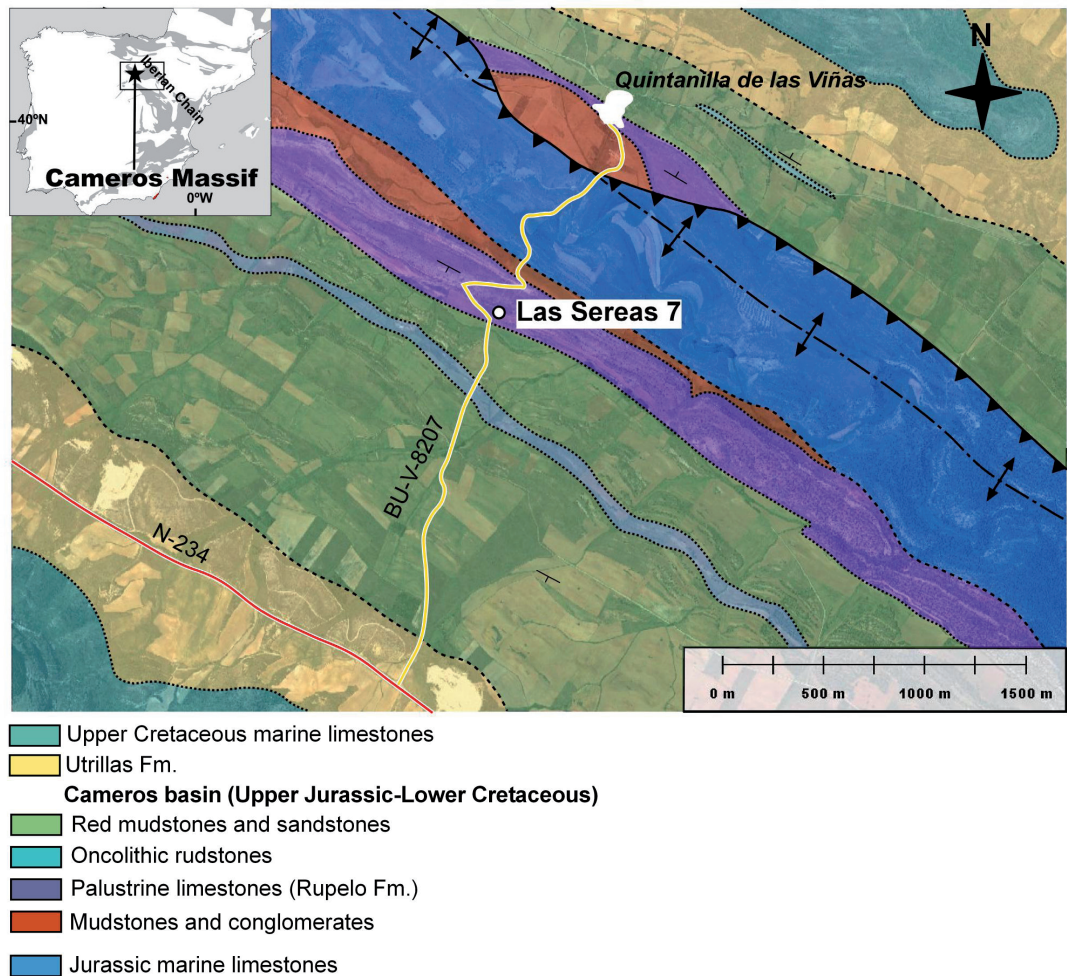 Iberian Chain
40ºN
Cameros Massif
0ºW
N
Quintanilla de las Viñas
Las Sereas 7
BU-V-8207
N-234
0 m 500 m 1000 m 1500 m
Upper Cretaceous marine limestones
Utrillas Fm.
Cameros basin (Upper Jurassic-Lower Cretaceous)
Red mudstones and sandstones
Oncolithic rudstones
Palustrine limestones (Rupelo Fm.)
Mudstones and conglomerates
Jurassic marine limestones